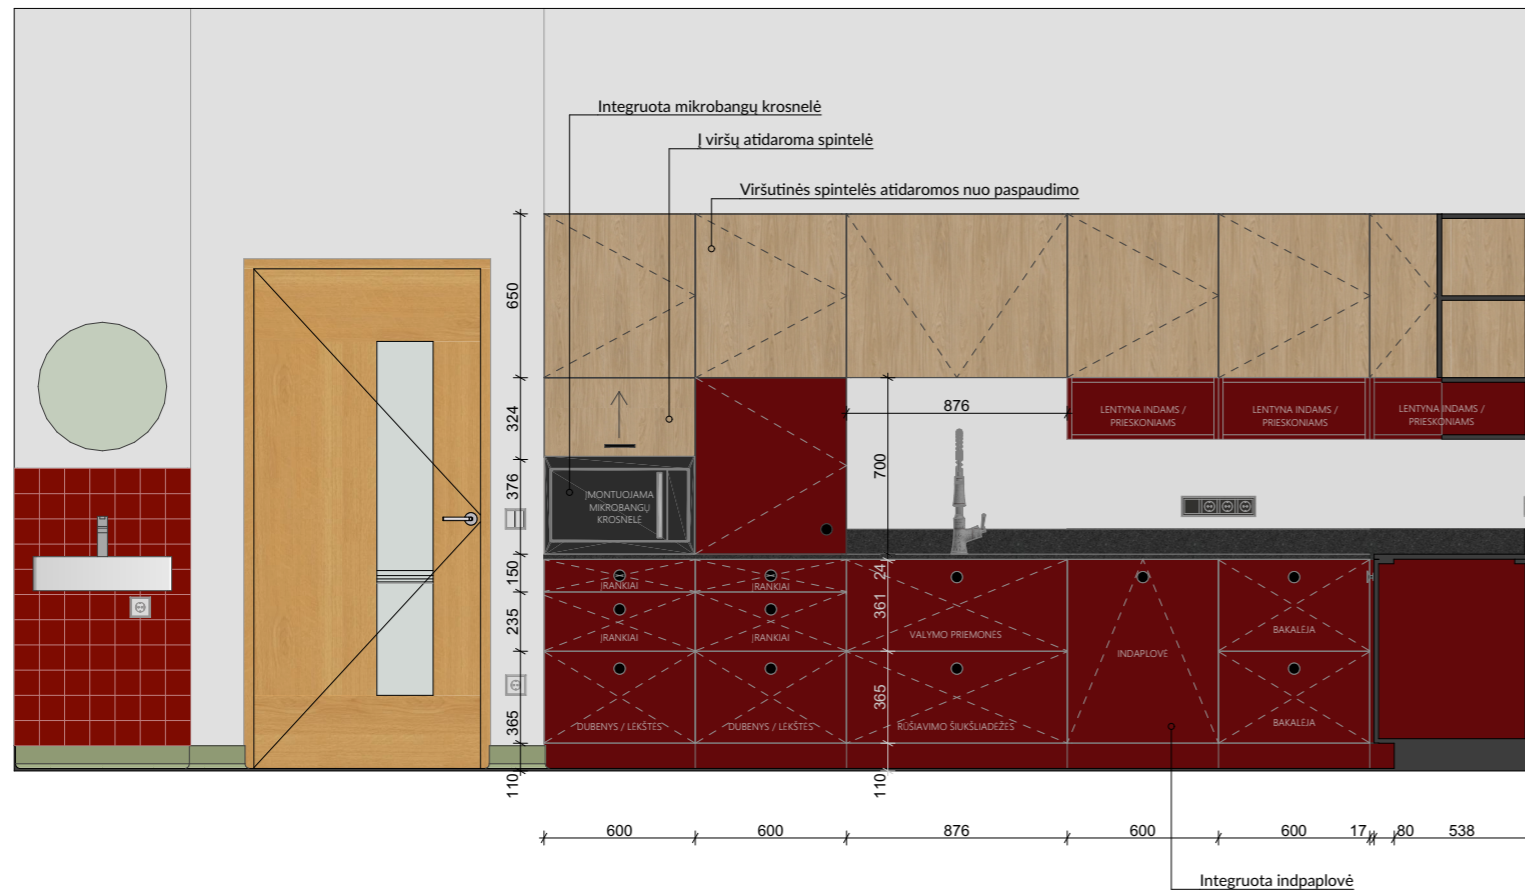 Integruota mikrobangų krosnelė
Į viršų atidaroma spintelė
Viršutinės spintelės atidaromos nuo paspaudimo
650
324
376
150
235
365
110
876
700
24
361
365
110
LENTYNA INDAMS /
PRIESKONIAMS
LENTYNA INDAMS /
PRIESKONIAMS
LENTYNA INDAMS /
PRIESKONIAMS
ĮMONTUOJAMA
MIKROBANGŲ
KROSNELĖ
ĮRANKIAI
ĮRANKIAI
ĮRANKIAI
ĮRANKIAI
VALYMO PRIEMONĖS
INDAPLOVĖ
BAKALĖJA
DUBENYS / LĖKŠTĖS
DUBENYS / LĖKŠTĖS
RŪŠIAVIMO ŠIUKŠLIADĖŽĖS
BAKALĖJA
600
600
876
600
600
17
80
538
Integruota indpaplovė